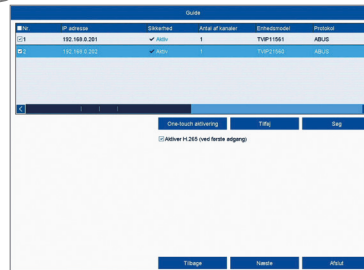 Guide
Nr. IP adresse Sikkerhed Antal af kanaler Enhedsmodel Protokol
1 192.168.0.201 Aktiv 1 TVIP11561 ABUS
2 192.168.0.202 Aktiv 1 TVIP21560 ABUS
One-touch aktivering Tilføj Søg
Aktiver H.265 (ved første adgang)
Tilbage Næste Afslut